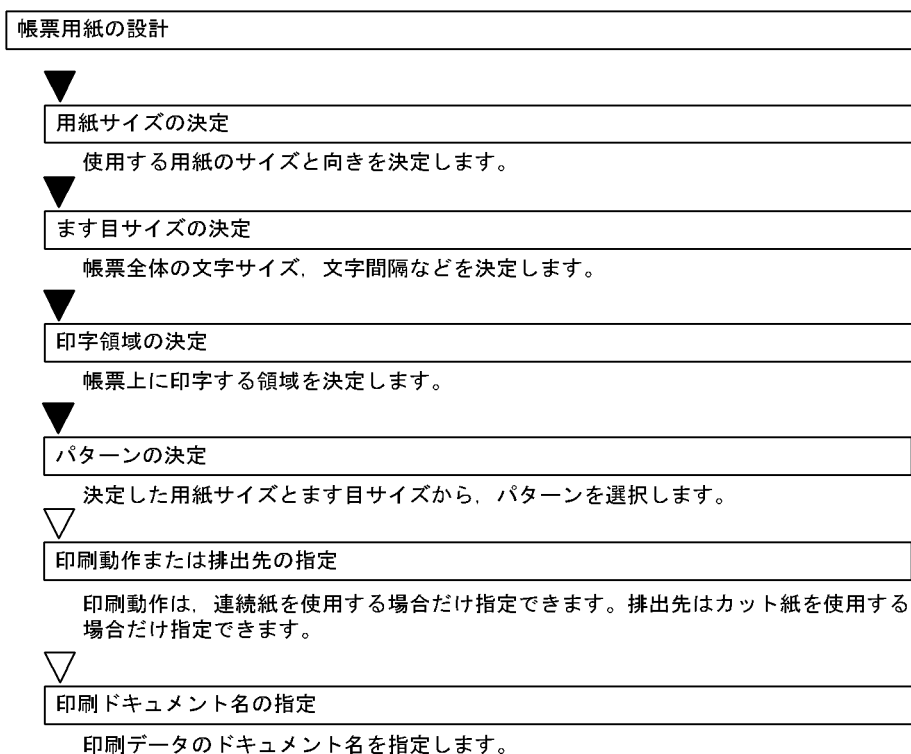 帳票用紙の設計
用紙サイズの決定
使用する用紙のサイズと向きを決定します。
ます目サイズの決定
帳票全体の文字サイズ，文字間隔などを決定します。
印字領域の決定
帳票上に印字する領域を決定します。
パターンの決定
決定した用紙サイズとます目サイズから，パターンを選択します。
印刷動作または排出先の指定
印刷動作は，連続紙を使用する場合だけ指定できます。排出先はカット紙を使用する
場合だけ指定できます。
印刷ドキュメント名の指定
印刷データのドキュメント名を指定します。